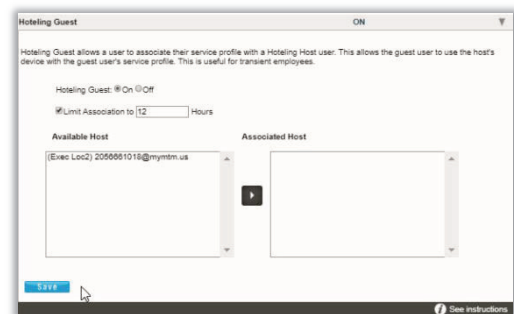 Hoteling Guest ON
Hoteling Guest allows a user to associate their service profile with a Hoteling Host user. This allows the guest user to use the host's
device with the guest user's service profile. This is useful for transient employees.
Hoteling Guest: On Off
Limit Association to 12 Hours
Available Host Associated Host
(Exec Loc2) 2056661018@mymtm.us
Save
See instructions